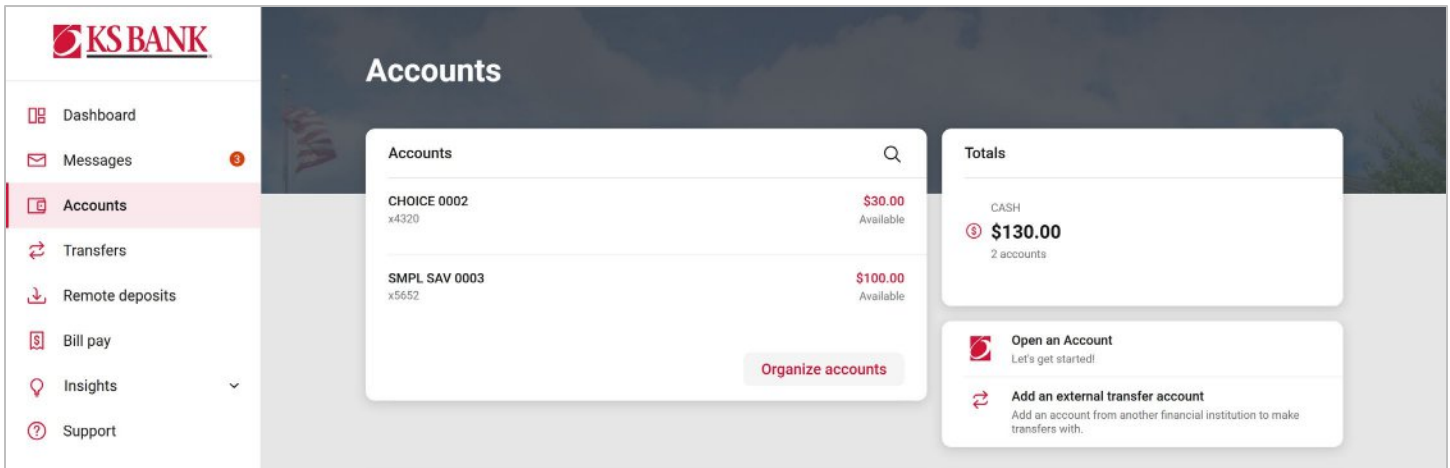 KS BANK
Dashboard
Messages
3
Accounts
Transfers
Remote deposits
Bill pay
Insights
Support
Accounts
Accounts
CHOICE 0002
$30.00
x4320
Available
SMPL SAV 0003
$100.00
x5652
Available
Organize accounts
Totals
CASH
$130.00
2 accounts
Open an Account
Let's get started!
Add an external transfer account
Add an account from another financial institution to make
transfers with.